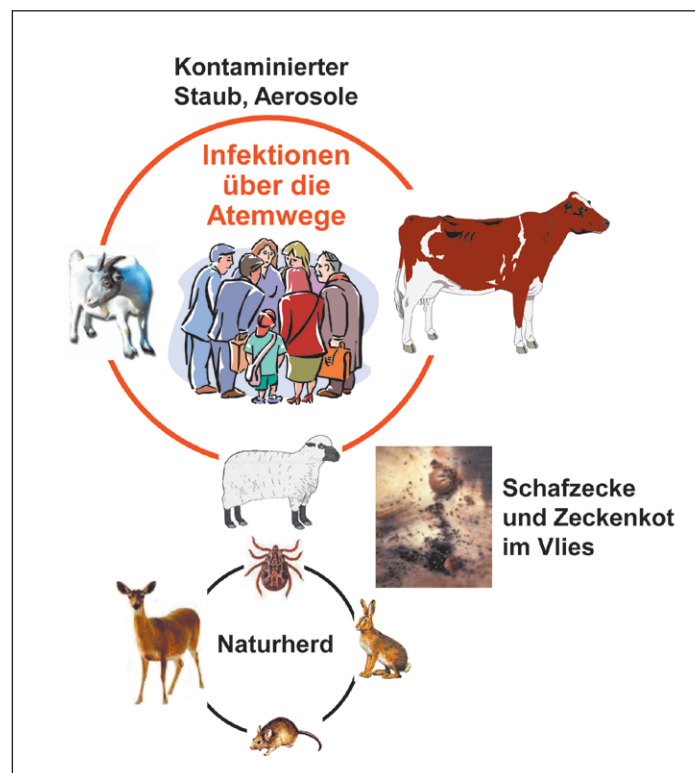 Kontaminierter
Staub, Aerosole
Infektionen
über die
Atemwege
Schafzecke
und Zeckenkot
im Vlies
Naturherd